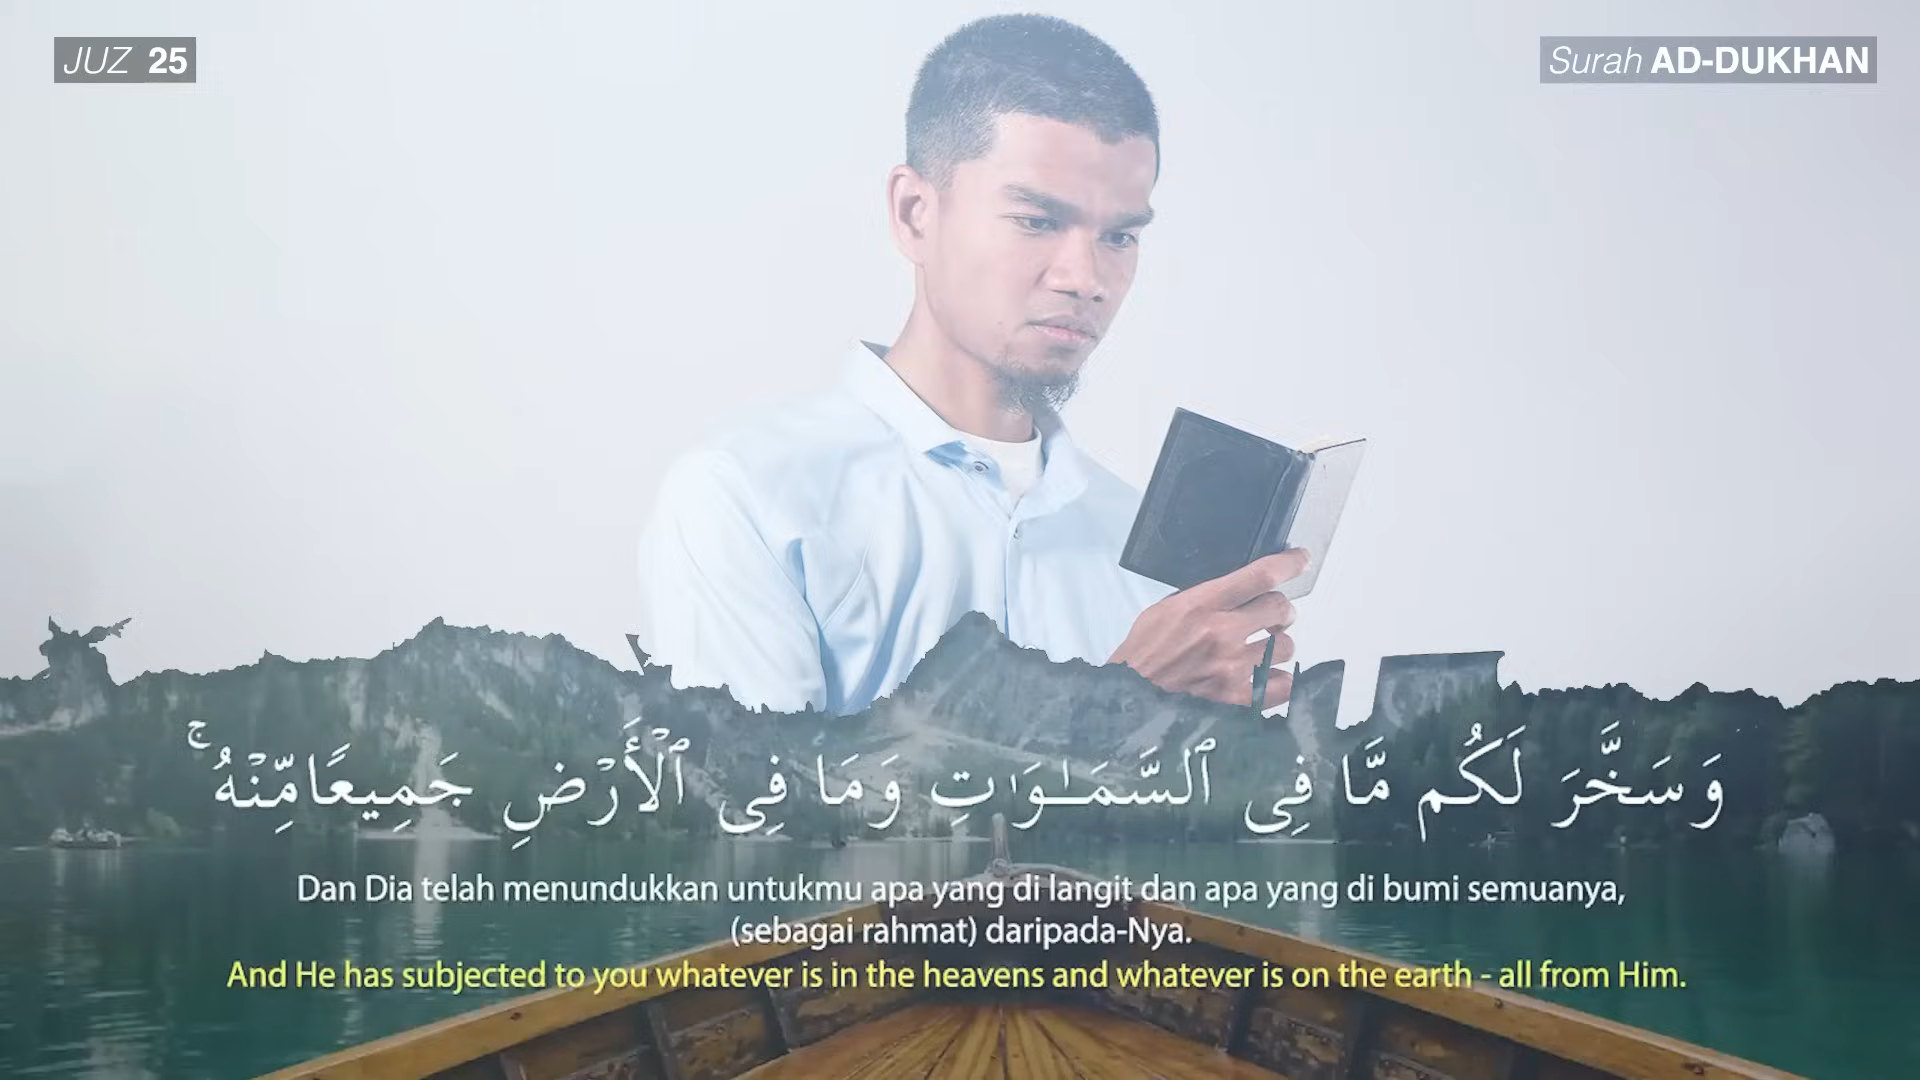 JUZ 25
Surah AD-DUKHAN
وَسَخَّرَ لَكُم مَّا فِى ٱلسَّمَـٰوَٰتِ وَمَا فِى ٱلْأَرْضِ جَمِيعًا مِّنْهُ ۚ
Dan Dia telah menundukkan untukmu apa yang di langit dan apa yang di bumi semuanya,
(sebagai rahmat) daripada-Nya.
And He has subjected to you whatever is in the heavens and whatever is on the earth - all from Him.